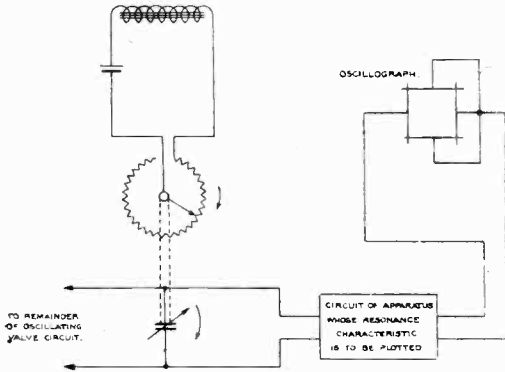 OSCILLOGRAPH.
TO REMAINDER
OF OSCILLATING
VALVE CIRCUIT.
CIRCUIT OF APPARATUS
WHOSE RESONANCE
CHARACTERISTIC
IS TO BE PLOTTED